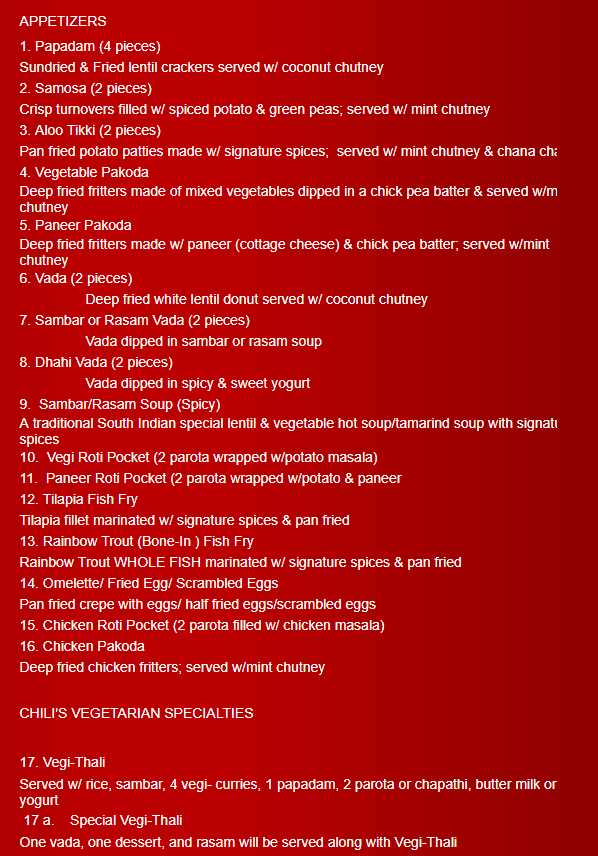 APPETIZERS
1. Papadam (4 pieces)
Sundried & Fried lentil crackers served w/ coconut chutney
2. Samosa (2 pieces)
Crisp turnovers filled w/ spiced potato & green peas; served w/ mint chutney
3. Aloo Tikki (2 pieces)
Pan fried potato patties made w/ signature spices;  served w/ mint chutney & chana
4. Vegetable Pakoda
Deep fried fritters made of mixed vegetables dipped in a chick pea batter & served
chutney
5. Paneer Pakoda
Deep fried fritters made w/ paneer (cottage cheese) & chick pea batter; served w/mint
chutney
6. Vada (2 pieces)
Deep fried white lentil donut served w/ coconut chutney
7. Sambar or Rasam Vada (2 pieces)
Vada dipped in sambar or rasam soup
8. Dhahi Vada (2 pieces)
Vada dipped in spicy & sweet yogurt
9.  Sambar/Rasam Soup (Spicy)
A traditional South Indian special lentil & vegetable hot soup/tamarind soup with
spices
10.  Vegi Roti Pocket (2 parota wrapped w/potato masala)
11.  Paneer Roti Pocket (2 parota wrapped w/potato & paneer
12. Tilapia Fish Fry
Tilapia fillet marinated w/ signature spices & pan fried
13. Rainbow Trout (Bone-In ) Fish Fry
Rainbow Trout WHOLE FISH marinated w/ signature spices & pan fried
14. Omelette/ Fried Egg/ Scrambled Eggs
Pan fried crepe with eggs/ half fried eggs/scrambled eggs
15. Chicken Roti Pocket (2 parota filled w/ chicken masala)
16. Chicken Pakoda
Deep fried chicken fritters; served w/mint chutney
CHILI'S VEGETARIAN SPECIALTIES
17. Vegi-Thali
Served w/ rice, sambar, 4 vegi- curries, 1 papadam, 2 parota or chapathi, butter milk or
yogurt
17 a.    Special Vegi-Thali
One vada, one dessert, and rasam will be served along with Vegi-Thali